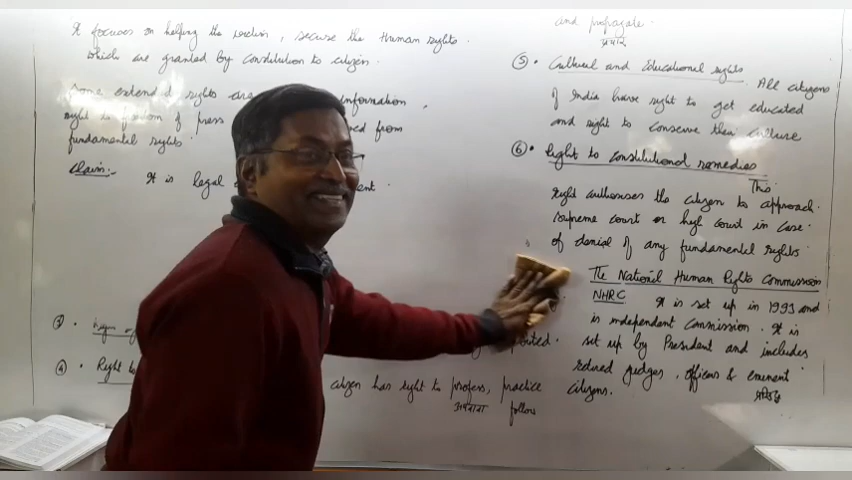 It focuses on helping the victim, secure the Human rights.
which are granted by constitution to citizen.
Some extend d rights are information,
right to freedom of press from
fundamental rights.
Claim:- It is legal
③.
④. Right to
citizen has right to profess, practice
अपनाना follow
and propagate.
प्रचार
⑤. Cultural and Educational rights
All citizens
of India have right to get educated
and right to conserve their culture
⑥. Right to constitutional remedies
This
right authorises the citizen to approach.
supreme court or high court in case.
of denial of any fundamental rights.
The National Human Rights Commission
NHRC It is set up in 1993 and
is independent commission. It is
set up by President and includes
retired judges, officers & eminent
citizens.